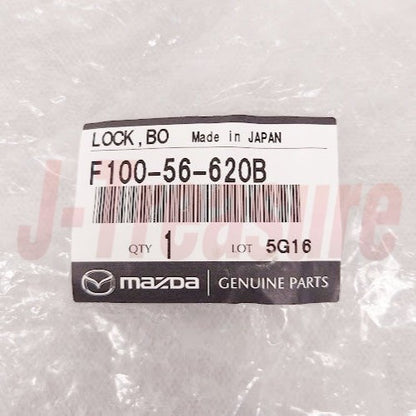 LOCK, BO Made in JAPAN
F100-56-620B
QTY 1 LOT 5G16
mazda GENUINE PARTS
J-Treasure